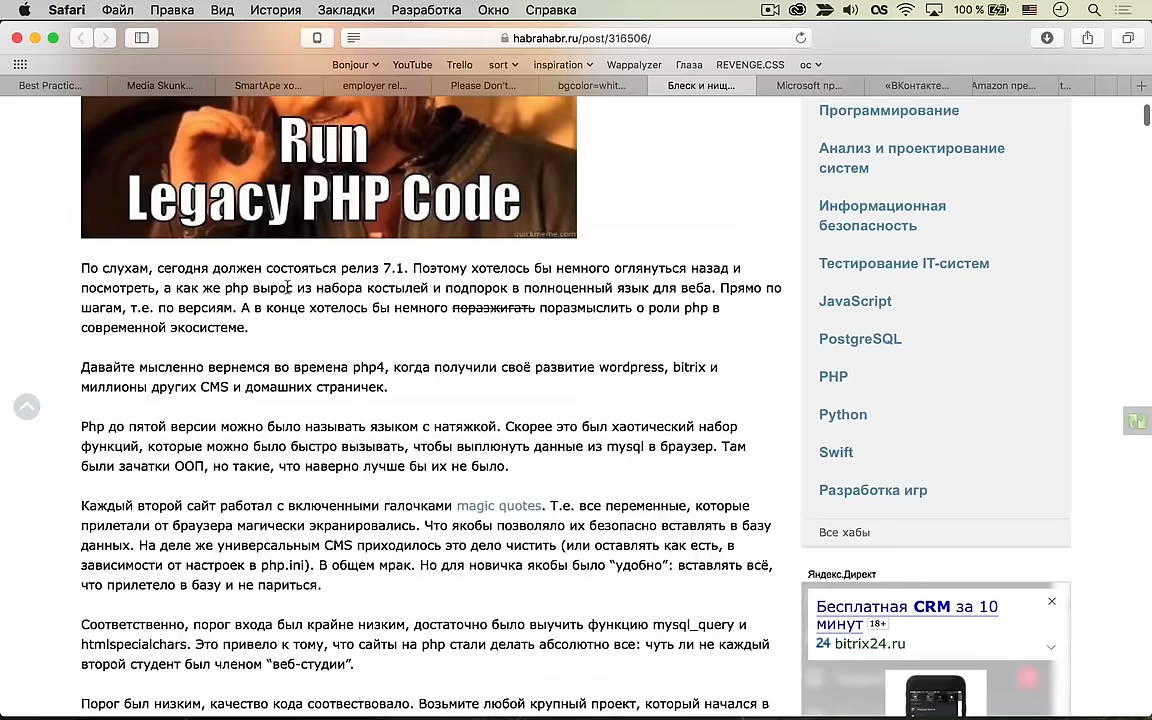 Safari Файл Правка Вид История Закладки Разработка Окно Справка 100 %
habrahabr.ru/post/316506/
Bonjour YouTube Trello sort inspiration Wappalyzer Глаза REVENGE.CSS ос
Best Practic... Media Skunk... SmartApe хо... employer rel... Please Don't... bgcolor=whit... Блеск и нищ... Microsoft пр... «ВКонтакте... Amazon пре... т...
Run
Legacy PHP Code
quickmeme.com
По слухам, сегодня должен состояться релиз 7.1. Поэтому хотелось бы немного оглянуться назад и
посмотреть, а как же php вырос из набора костылей и подпорок в полноценный язык для веба. Прямо по
шагам, т.е. по версиям. А в конце хотелось бы немного поразжигать поразмыслить о роли php в
современной экосистеме.
Давайте мысленно вернемся во времена php4, когда получили своё развитие wordpress, bitrix и
миллионы других CMS и домашних страничек.
Php до пятой версии можно было называть языком с натяжкой. Скорее это был хаотический набор
функций, которые можно было быстро вызывать, чтобы выплюнуть данные из mysql в браузер. Там
были зачатки ООП, но такие, что наверно лучше бы их не было.
Каждый второй сайт работал с включенными галочками magic quotes. Т.е. все переменные, которые
прилетали от браузера магически экранировались. Что якобы позволяло их безопасно вставлять в базу
данных. На деле же универсальным CMS приходилось это дело чистить (или оставлять как есть, в
зависимости от настроек в php.ini). В общем мрак. Но для новичка якобы было “удобно”: вставлять всё,
что прилетело в базу и не париться.
Соответственно, порог входа был крайне низким, достаточно было выучить функцию mysql_query и
htmlspecialchars. Это привело к тому, что сайты на php стали делать абсолютно все: чуть ли не каждый
второй студент был членом “веб-студии”.
Порог был низким, качество кода соотвествовало. Возьмите любой крупный проект, который начался в
Программирование
Анализ и проектирование
систем
Информационная
безопасность
Тестирование IT-систем
JavaScript
PostgreSQL
PHP
Python
Swift
Разработка игр
Все хабы
Яндекс.Директ
Бесплатная CRM за 10
минут 18+
24 bitrix24.ru